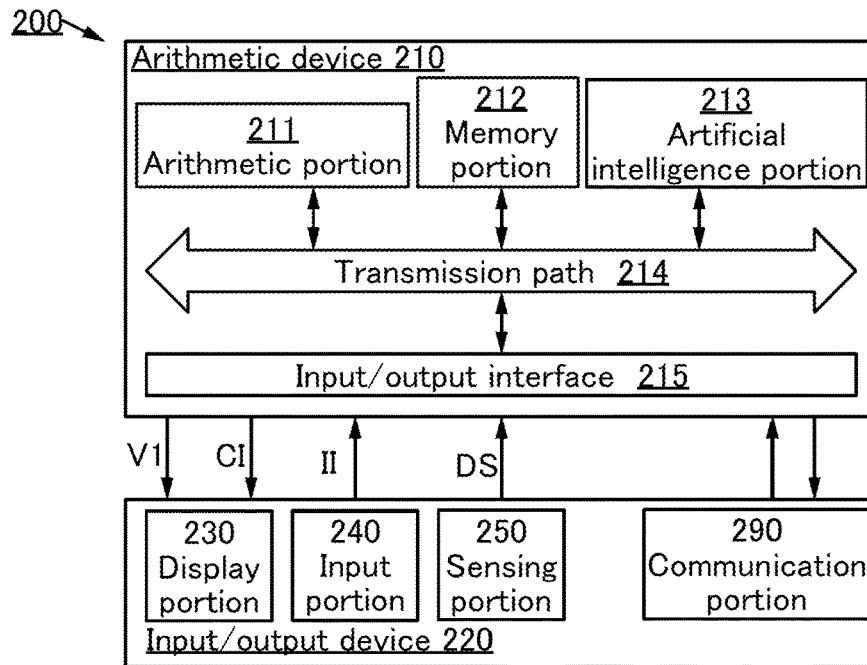 200
Arithmetic device 210
211
Arithmetic portion
212
Memory
portion
213
Artificial
intelligence portion
Transmission path 214
Input/output interface 215
V1
CI
II
DS
230
Display
portion
240
Input
portion
250
Sensing
portion
290
Communication
portion
Input/output device 220